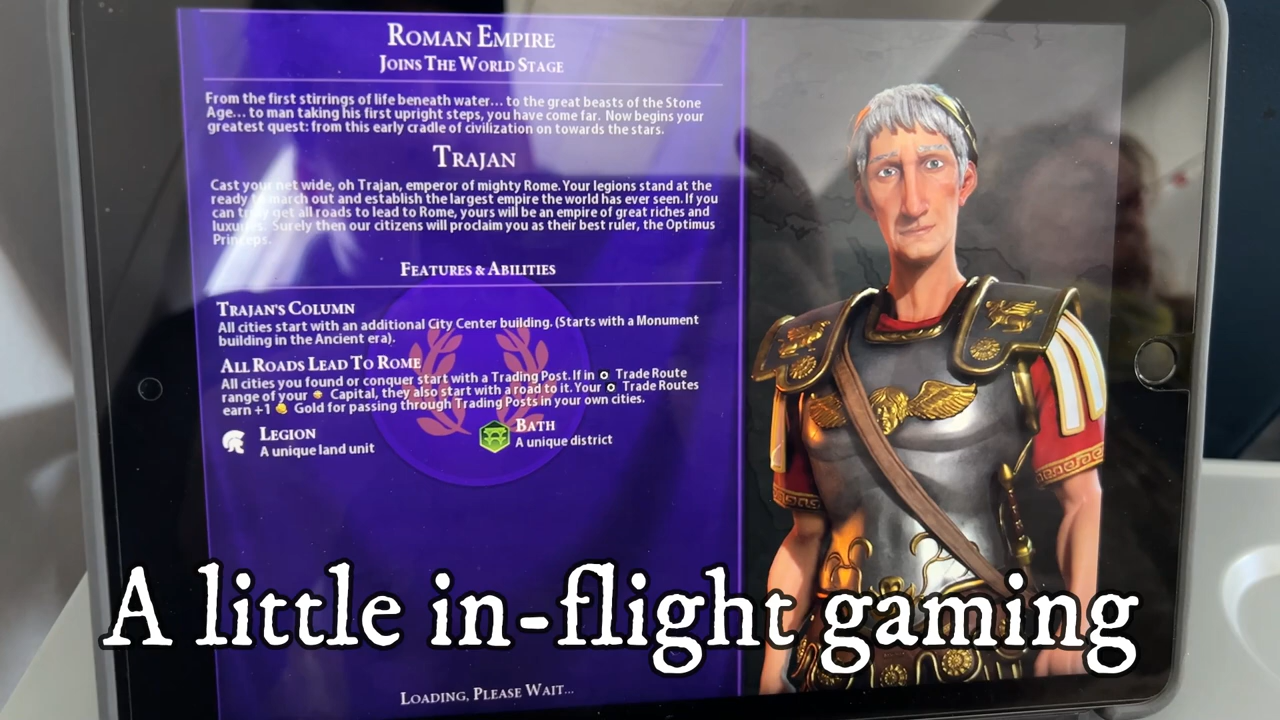 ROMAN EMPIRE
JOINS THE WORLD STAGE
From the first stirrings of life beneath water... to the great beasts of the Stone
Age... to man taking his first upright steps, you have come far. Now begins your
greatest quest: from this early cradle of civilization on towards the stars.
TRAJAN
Cast your net wide, oh Trajan, emperor of mighty Rome. Your legions stand at the
ready to march out and establish the largest empire the world has ever seen. If you
can truly get all roads to lead to Rome, yours will be an empire of great riches and
luxury. Surely then our citizens will proclaim you as their best ruler, the Optimus
Princeps.
FEATURES & ABILITIES
TRAJAN'S COLUMN
All cities start with an additional City Center building. (Starts with a Monument
building in the Ancient era).
ALL ROADS LEAD TO ROME
All cities you found or conquer start with a Trading Post. If in Trade Route
range of your Capital, they also start with a road to it. Your Trade Routes
earn +1 Gold for passing through Trading Posts in your own cities.
LEGION
A unique land unit
BATH
A unique district
A little in-flight gaming
LOADING, PLEASE WAIT...